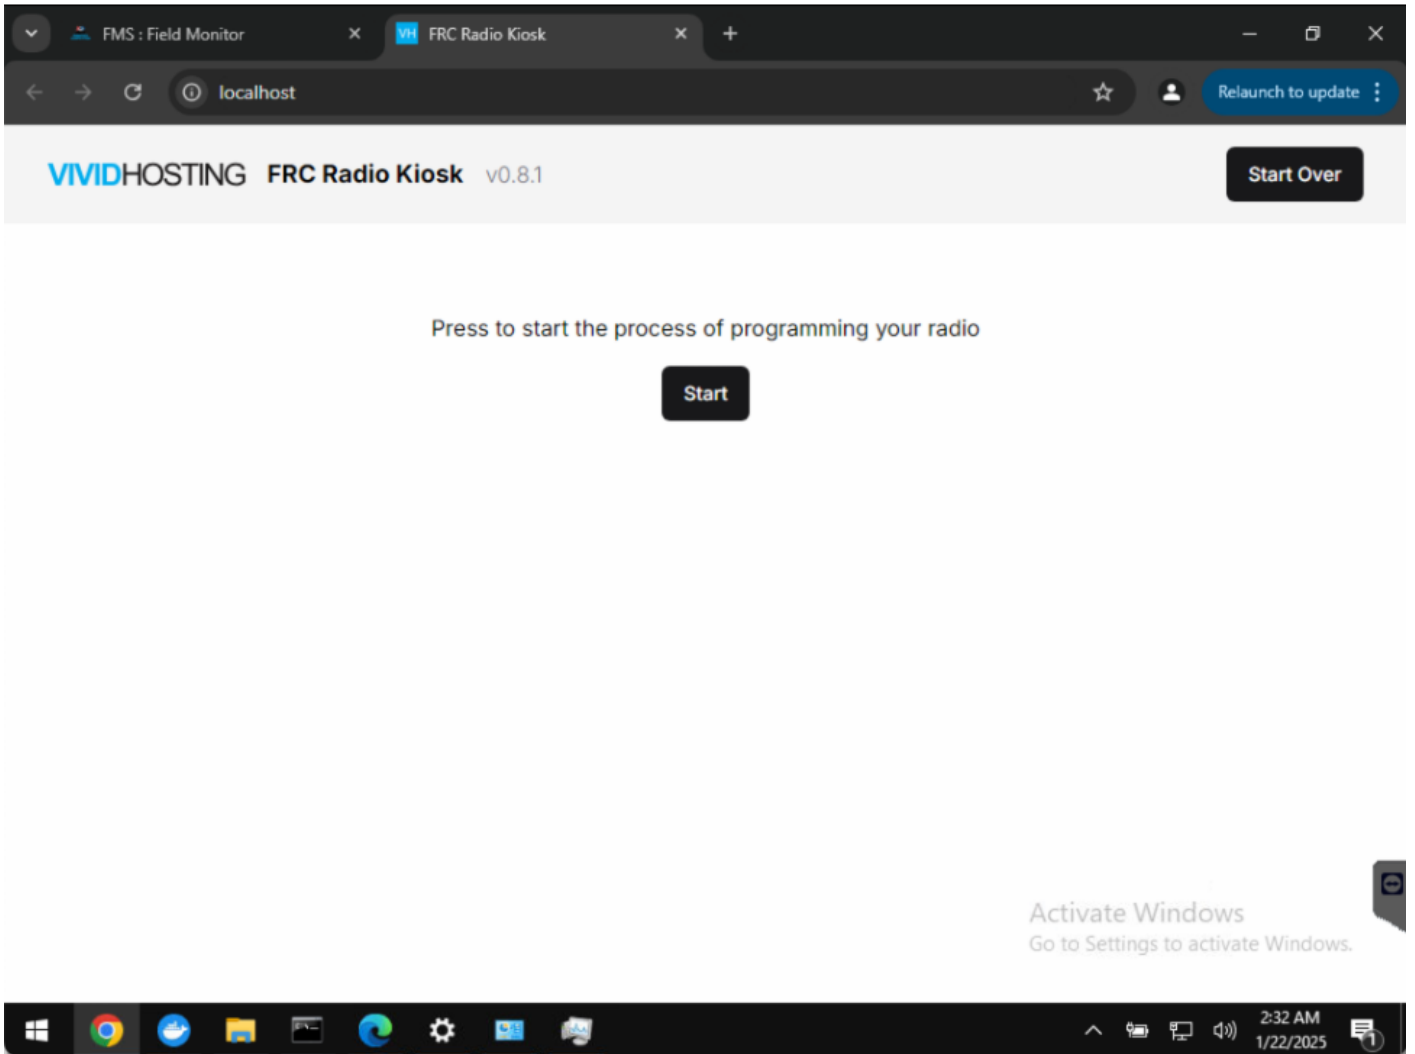 FMS : Field Monitor
VH FRC Radio Kiosk
localhost
Relaunch to update
VIVIDHOSTING FRC Radio Kiosk v0.8.1
Start Over
Press to start the process of programming your radio
Start
Activate Windows
Go to Settings to activate Windows.
2:32 AM
1/22/2025
1